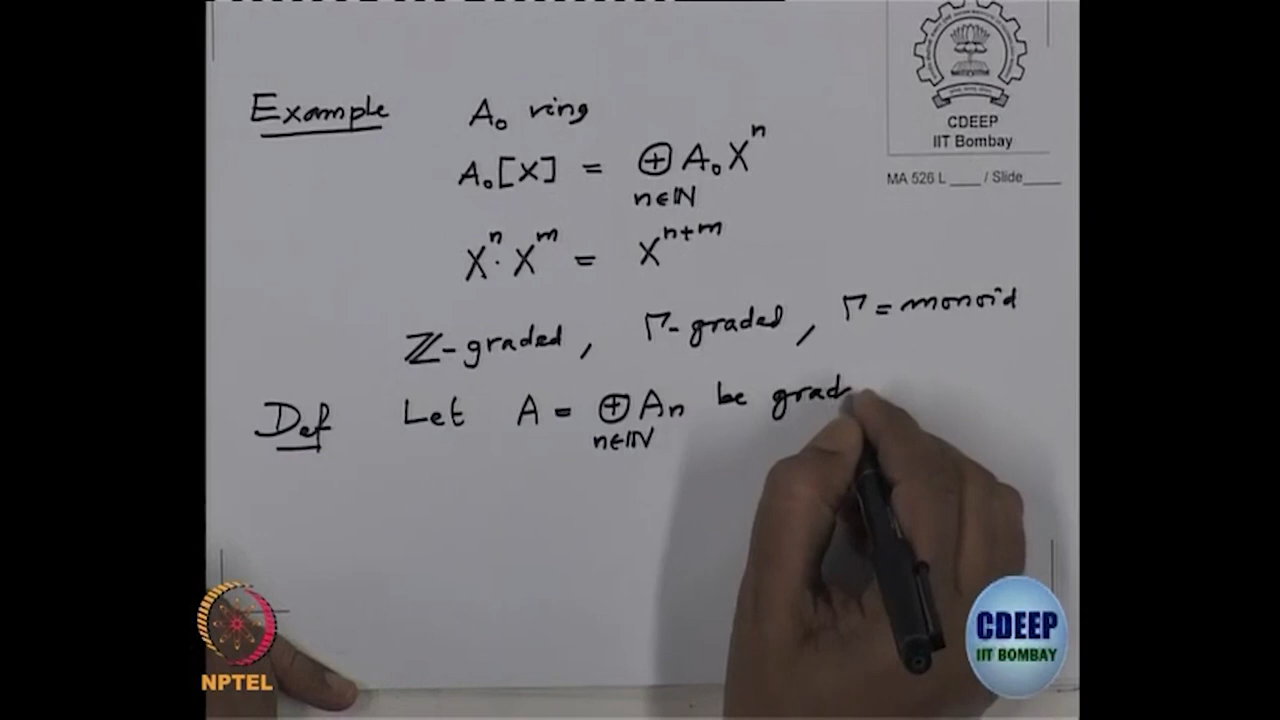 CDEEP
IIT Bombay
MA 526 L ____ / Slide_____
Example A₀ ring
A₀[X] = ⊕ A₀Xⁿ
n∈ℕ
Xⁿ · Xᵐ = Xⁿ⁺ᵐ
ℤ-graded, Γ-graded, Γ = monoid
Def Let A = ⊕ Aₙ be grad
n∈ℕ
NPTEL
CDEEP
IIT BOMBAY